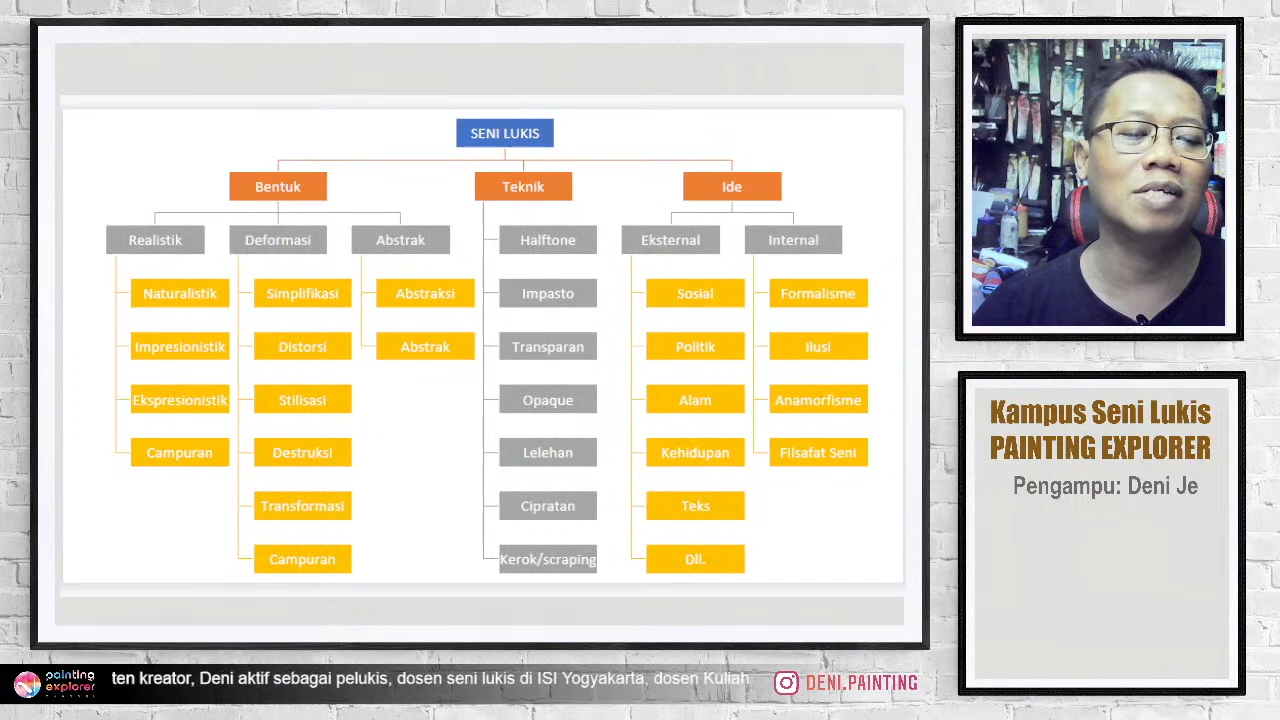 SENI LUKIS
Bentuk
Teknik
Ide
Realistik
Deformasi
Abstrak
Halftone
Eksternal
Internal
Naturalistik
Simplifikasi
Abstraksi
Impasto
Sosial
Formalisme
Impresionistik
Distorsi
Abstrak
Transparan
Politik
Ilusi
Ekspresionistik
Stilisasi
Opaque
Alam
Anamorfisme
Campuran
Destruksi
Lelehan
Kehidupan
Filsafat Seni
Transformasi
Cipratan
Teks
Campuran
Kerok/scraping
Dll.
Kampus Seni Lukis
PAINTING EXPLORER
Pengampu: Deni Je
painting
explorer
CHANNEL
ten kreator, Deni aktif sebagai pelukis, dosen seni lukis di ISI Yogyakarta, dosen Kuliah
DENI.PAINTING